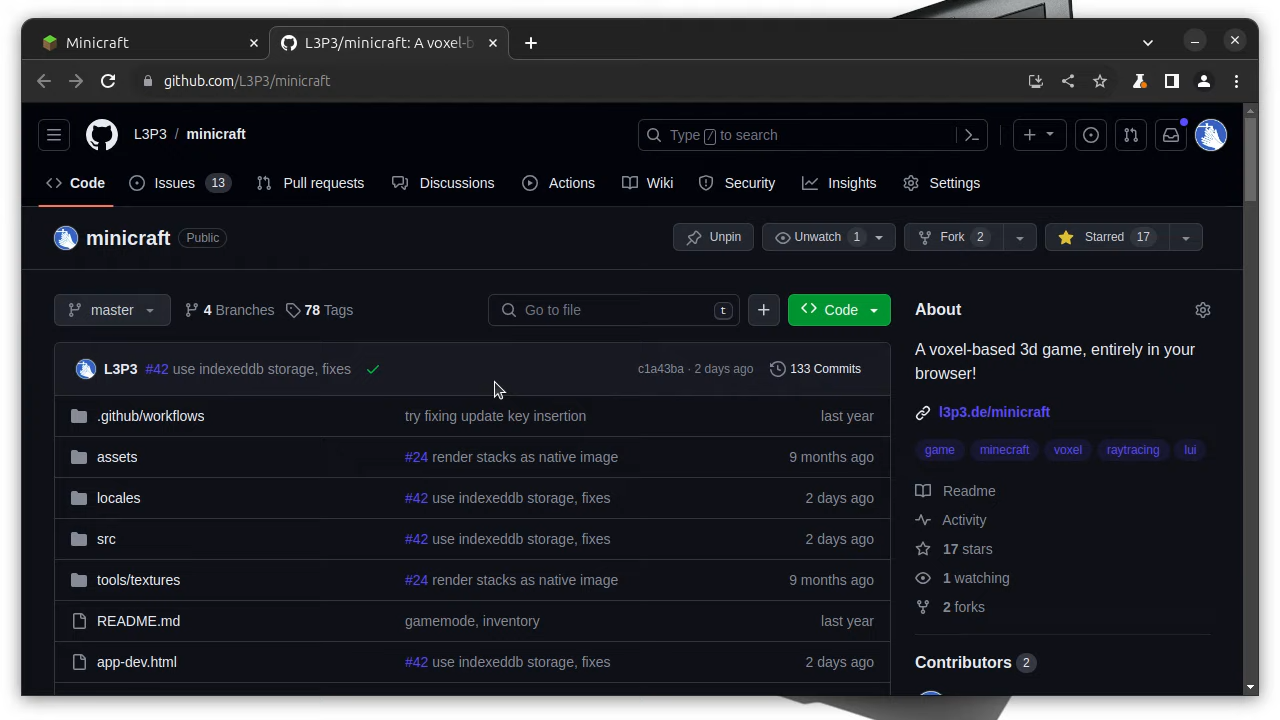 Minicraft
L3P3/minicraft: A voxel-b
github.com/L3P3/minicraft
L3P3 / minicraft
Type / to search
Code
Issues 13
Pull requests
Discussions
Actions
Wiki
Security
Insights
Settings
minicraft Public
Unpin
Unwatch 1
Fork 2
Starred 17
master
4 Branches
78 Tags
Go to file t
Code
L3P3 #42 use indexeddb storage, fixes
c1a43ba · 2 days ago
133 Commits
.github/workflows try fixing update key insertion last year
assets #24 render stacks as native image 9 months ago
locales #42 use indexeddb storage, fixes 2 days ago
src #42 use indexeddb storage, fixes 2 days ago
tools/textures #24 render stacks as native image 9 months ago
README.md gamemode, inventory last year
app-dev.html #42 use indexeddb storage, fixes 2 days ago
About
A voxel-based 3d game, entirely in your
browser!
l3p3.de/minicraft
game minecraft voxel raytracing lui
Readme
Activity
17 stars
1 watching
2 forks
Contributors 2